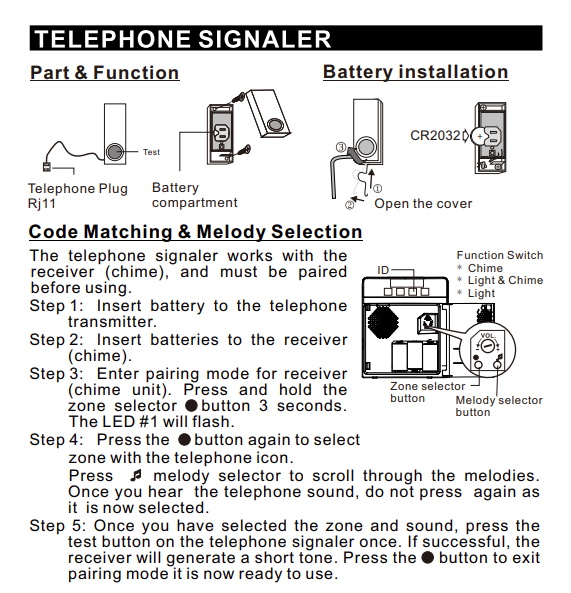 TELEPHONE SIGNALER
Part & Function
Battery installation
Test
Telephone Plug
Rj11
Battery
compartment
CR2032
③
①
②
+
Open the cover
Code Matching & Melody Selection
The telephone signaler works with the
receiver (chime), and must be paired
before using.
Step 1: Insert battery to the telephone
transmitter.
Step 2: Insert batteries to the receiver
(chime).
Step 3: Enter pairing mode for receiver
(chime unit). Press and hold the
zone selector ● button 3 seconds.
The LED #1 will flash.
Step 4: Press the ● button again to select
zone with the telephone icon.
Press ♫ melody selector to scroll through the melodies.
Once you hear the telephone sound, do not press again as
it is now selected.
Step 5: Once you have selected the zone and sound, press the
test button on the telephone signaler once. If successful, the
receiver will generate a short tone. Press the ● button to exit
pairing mode it is now ready to use.
ID
Function Switch
* Chime
* Light & Chime
* Light
VOL.
- +
Zone selector
button
Melody selector
button